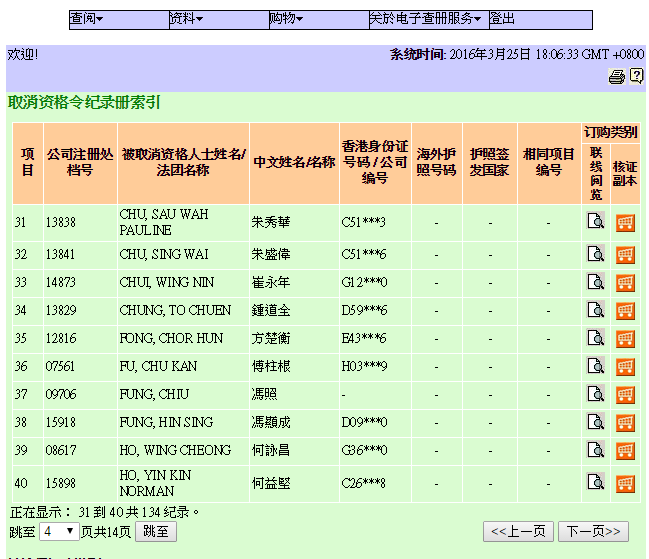 查阅 资料 购物 关於电子查册服务 登出
欢迎! 系统时间: 2016年3月25日 18:06:33 GMT +0800
取消资格令纪录册索引
项目 公司注册处档号 被取消资格人士姓名/法团名称 中文姓名/名称 香港身份证号码 / 公司编号 海外护照号码 护照签发国家 相同项目编号 订购类别
联线阅览 核证副本
31 13838 CHU, SAU WAH PAULINE 朱秀華 C51***3 - - -
32 13841 CHU, SING WAI 朱盛偉 C51***6 - - -
33 14873 CHUI, WING NIN 崔永年 G12***0 - - -
34 13829 CHUNG, TO CHUEN 鍾道全 D59***6 - - -
35 12816 FONG, CHOR HUN 方楚衡 E43***6 - - -
36 07561 FU, CHU KAN 傅柱根 H03***9 - - -
37 09706 FUNG, CHIU 馮照 - - - -
38 15918 FUNG, HIN SING 馮顯成 D09***0 - - -
39 08617 HO, WING CHEONG 何詠昌 G36***0 - - -
40 15898 HO, YIN KIN NORMAN 何益堅 C26***8 - - -
正在显示： 31 到 40 共 134 纪录。
跳至 4 页共14页 跳至 <<上一页 下一页>>